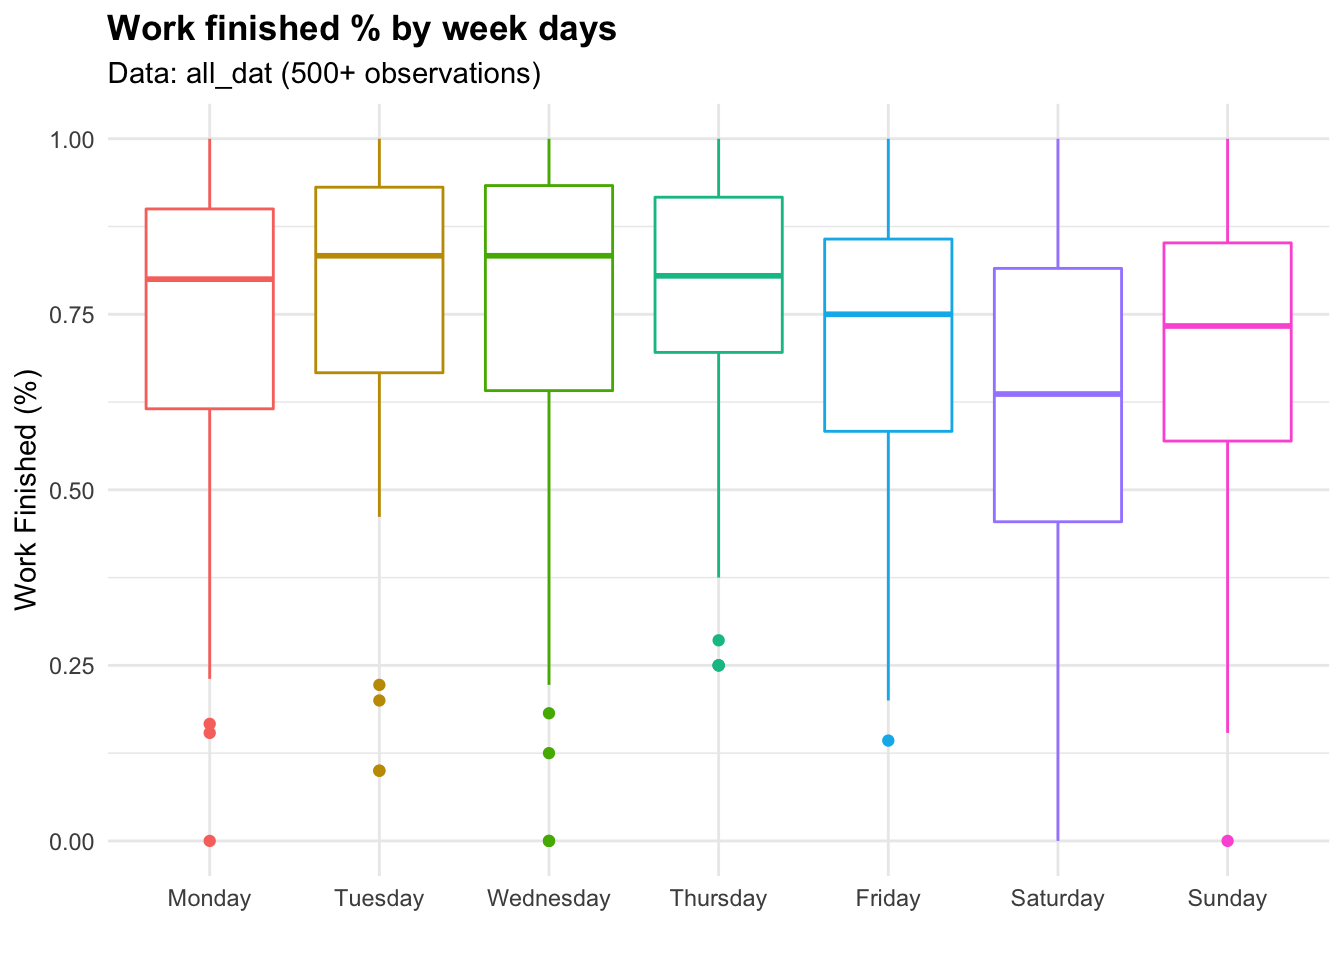 Work finished % by week days
Data: all_dat (500+ observations)
Work Finished (%)
1.00
0.75
0.50
0.25
0.00
Monday
Tuesday
Wednesday
Thursday
Friday
Saturday
Sunday